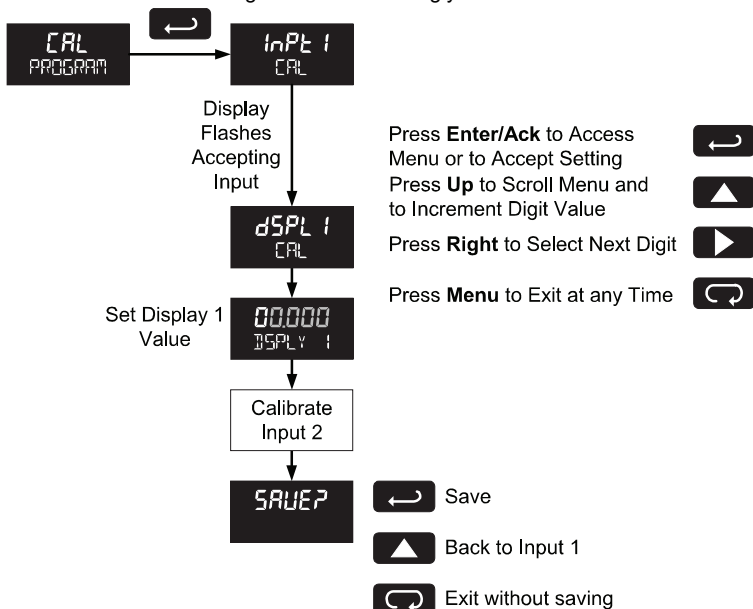 CAL
PROGRAM
InPt 1
CAL
Display
Flashes
Accepting
Input
Press Enter/Ack to Access
Menu or to Accept Setting
Press Up to Scroll Menu and
to Increment Digit Value
Press Right to Select Next Digit
Press Menu to Exit at any Time
dSPL 1
CAL
Set Display 1
Value
00.000
DSPLY 1
Calibrate
Input 2
SAVE?
Save
Back to Input 1
Exit without saving